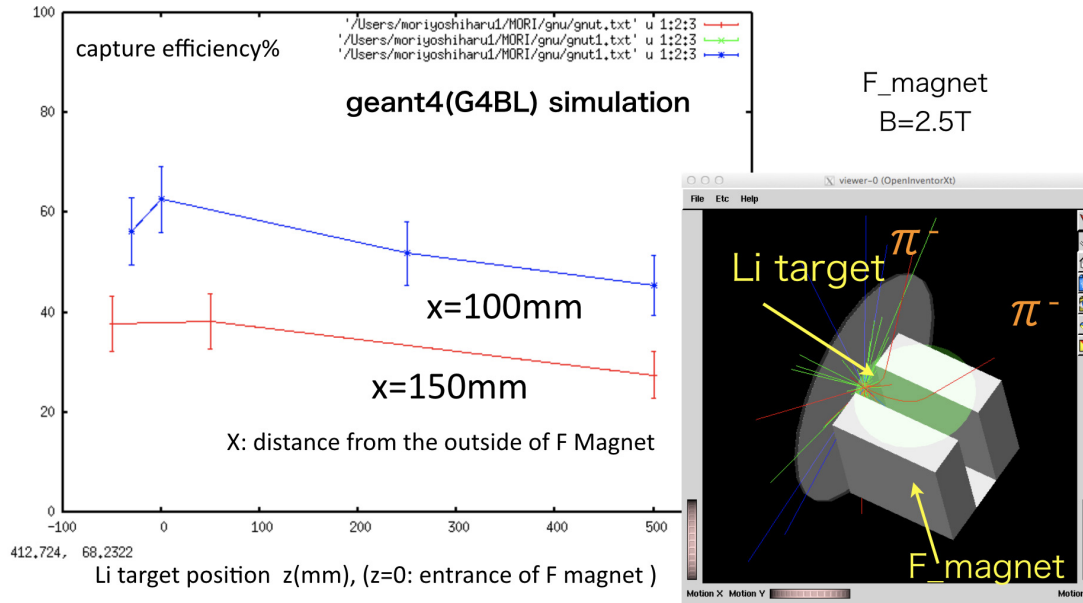 capture efficiency%
'/Users/moriyoshiharu1/MORI/gnu/gnut.txt' u 1:2:3
'/Users/moriyoshiharu1/MORI/gnu/gnut1.txt' u 1:2:3
'/Users/moriyoshiharu1/MORI/gnu/gnut1.txt' u 1:2:3
geant4(G4BL) simulation
F_magnet
B=2.5T
100
80
60
40
20
0
x=100mm
x=150mm
X: distance from the outside of F Magnet
-100
0
100
200
300
400
500
412.724, 68.2322
Li target position z(mm), (z=0: entrance of F magnet )
viewer-0 (OpenInventorXt)
File Etc Help
π-
Li target
π-
F_magnet
Motion X Motion Y
Motion